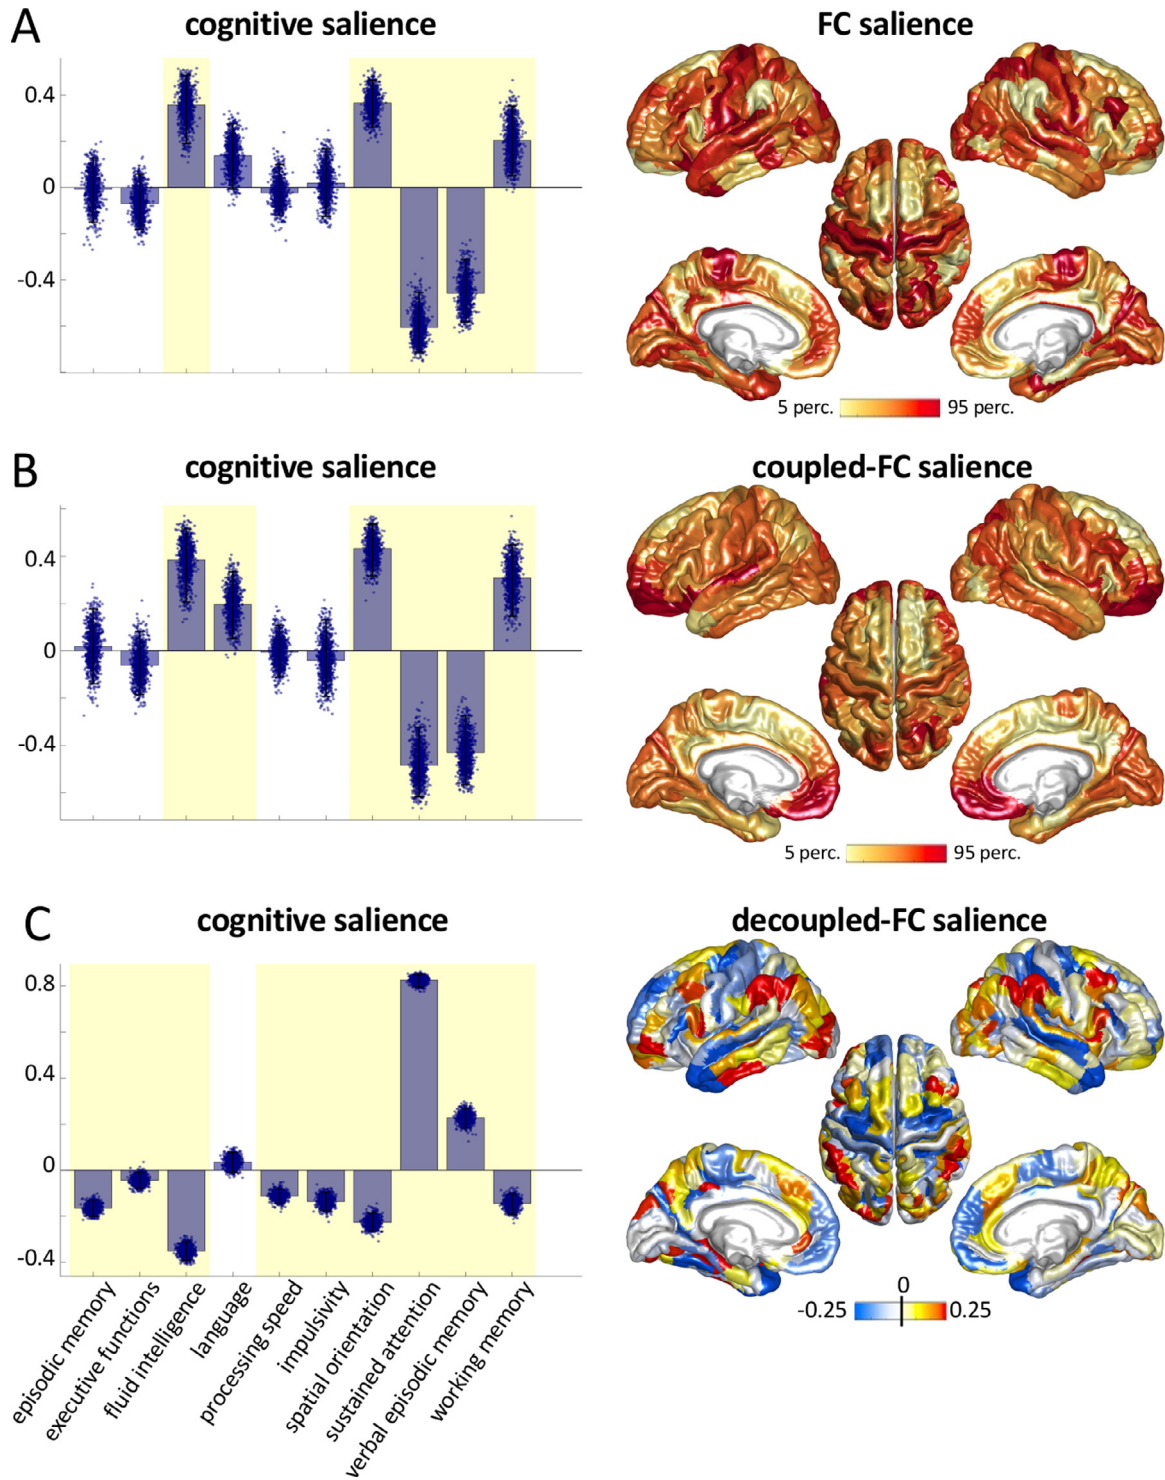 A
cognitive salience
FC salience
0.4
0
-0.4
5 perc.
95 perc.
B
cognitive salience
coupled-FC salience
0.4
0
-0.4
5 perc.
95 perc.
C
cognitive salience
decoupled-FC salience
0.8
0.4
0
-0.4
0
-0.25
0.25
episodic memory
executive functions
fluid intelligence
language
processing speed
impulsivity
spatial orientation
sustained attention
verbal episodic memory
working memory